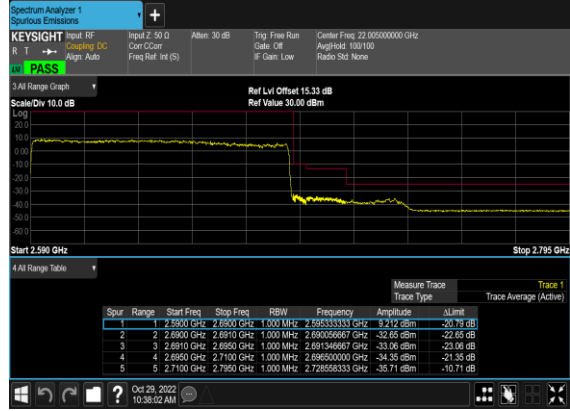 Spectrum Analyzer 1
Spurious Emissions
KEYSIGHT Input: RF Input Z: 50 Ω Atten: 30 dB Trig: Free Run Center Freq: 22.005000000 GHz
R T Coupling: DC Corr CCorr Gate: Off Avg|Hold: 100/100
Align: Auto Freq Ref: Int (S) IF Gain: Low Radio Std: None
PASS
3 All Range Graph
Ref Lvl Offset 15.33 dB
Scale/Div 10.0 dB Ref Value 30.00 dBm
Log
20.0
10.0
0.00
-10.0
-20.0
-30.0
-40.0
-50.0
-60.0
Start 2.590 GHz Stop 2.795 GHz
4 All Range Table
Measure Trace Trace 1
Trace Type Trace Average (Active)
Spur Range Start Freq Stop Freq RBW Frequency Amplitude ΔLimit
1 1 2.5900 GHz 2.6900 GHz 1.000 MHz 2.595333333 GHz 9.212 dBm -20.79 dB
2 2 2.6900 GHz 2.6910 GHz 1.000 MHz 2.690056667 GHz -32.65 dBm -22.65 dB
3 3 2.6910 GHz 2.6950 GHz 1.000 MHz 2.691346667 GHz -33.06 dBm -23.06 dB
4 4 2.6950 GHz 2.7100 GHz 1.000 MHz 2.696500000 GHz -34.35 dBm -21.35 dB
5 5 2.7100 GHz 2.7950 GHz 1.000 MHz 2.728558333 GHz -35.71 dBm -10.71 dB
Oct 29, 2022
10:38:02 AM